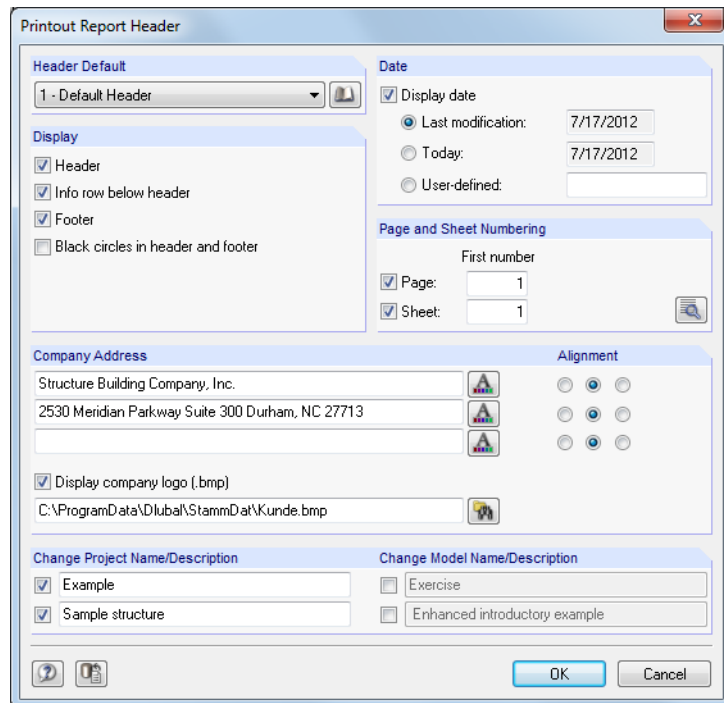 Printout Report Header
Header Default
1 - Default Header
Display
Header
Info row below header
Footer
Black circles in header and footer
Date
Display date
Last modification: 7/17/2012
Today: 7/17/2012
User-defined:
Page and Sheet Numbering
First number
Page: 1
Sheet: 1
Company Address Alignment
Structure Building Company, Inc.
2530 Meridian Parkway Suite 300 Durham, NC 27713
Display company logo (.bmp)
C:\ProgramData\Dlubal\StammDat\Kunde.bmp
Change Project Name/Description
Example
Sample structure
Change Model Name/Description
Exercise
Enhanced introductory example
OK Cancel